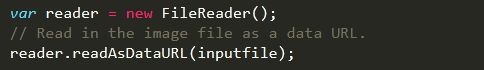 var reader = new FileReader();
// Read in the image file as a data URL.
reader.readAsDataURL(inputfile);